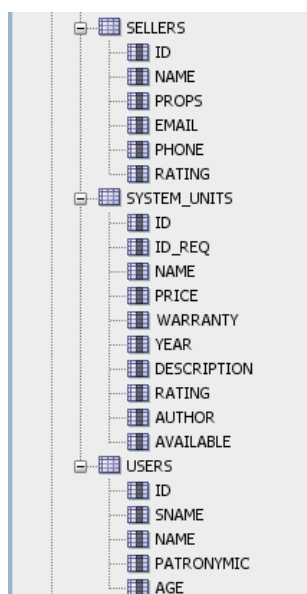 SELLERS
ID
NAME
PROPS
EMAIL
PHONE
RATING
SYSTEM_UNITS
ID
ID_REQ
NAME
PRICE
WARRANTY
YEAR
DESCRIPTION
RATING
AUTHOR
AVAILABLE
USERS
ID
SNAME
NAME
PATRONYMIC
AGE